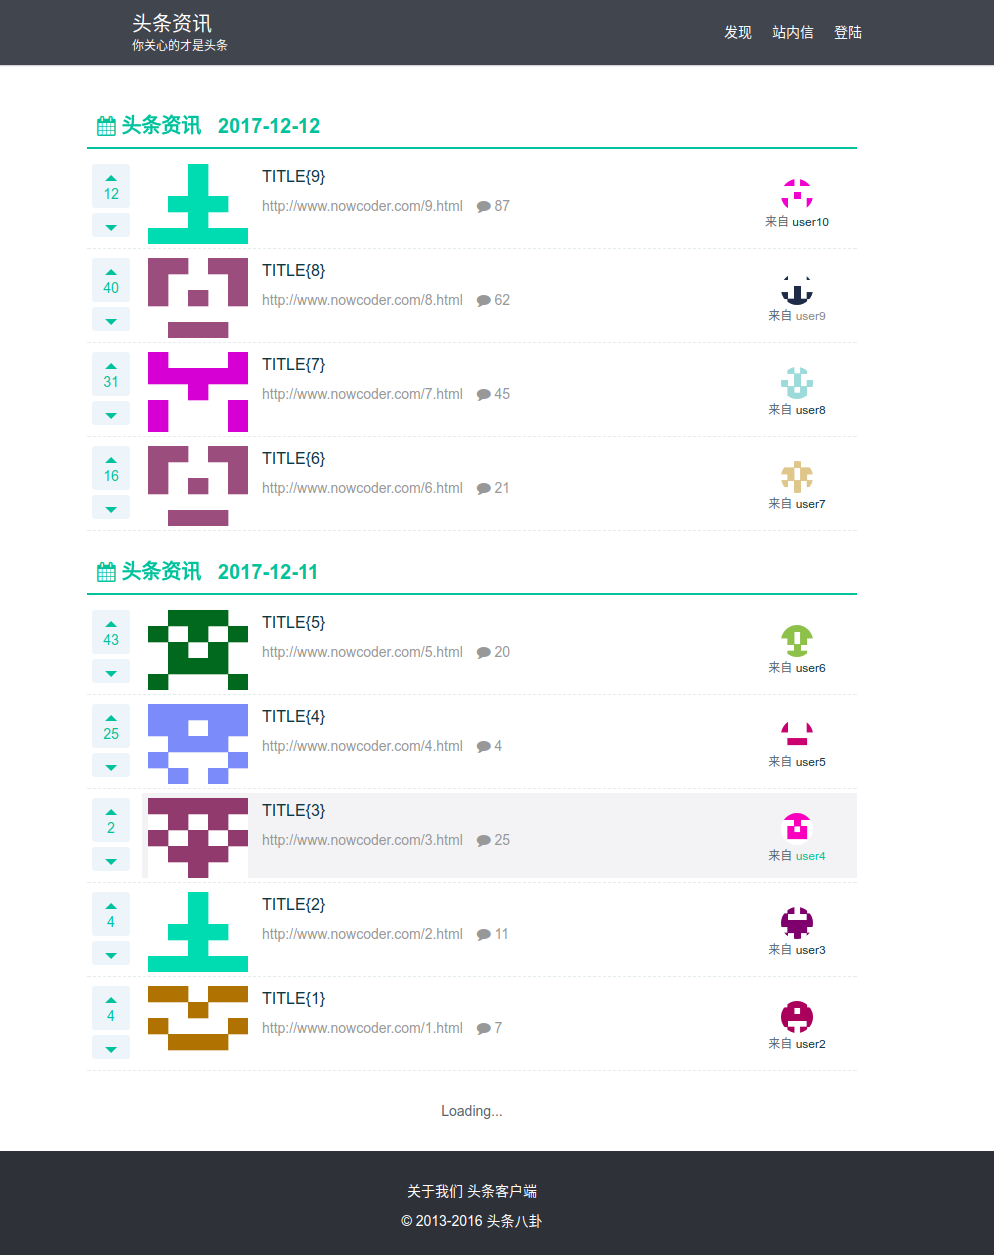 头条资讯
你关心的才是头条
发现 站内信 登陆
头条资讯 2017-12-12
12
TITLE{9}
http://www.nowcoder.com/9.html 87
来自 user10
40
TITLE{8}
http://www.nowcoder.com/8.html 62
来自 user9
31
TITLE{7}
http://www.nowcoder.com/7.html 45
来自 user8
16
TITLE{6}
http://www.nowcoder.com/6.html 21
来自 user7
头条资讯 2017-12-11
43
TITLE{5}
http://www.nowcoder.com/5.html 20
来自 user6
25
TITLE{4}
http://www.nowcoder.com/4.html 4
来自 user5
2
TITLE{3}
http://www.nowcoder.com/3.html 25
来自 user4
4
TITLE{2}
http://www.nowcoder.com/2.html 11
来自 user3
4
TITLE{1}
http://www.nowcoder.com/1.html 7
来自 user2
Loading...
关于我们 头条客户端
© 2013-2016 头条八卦